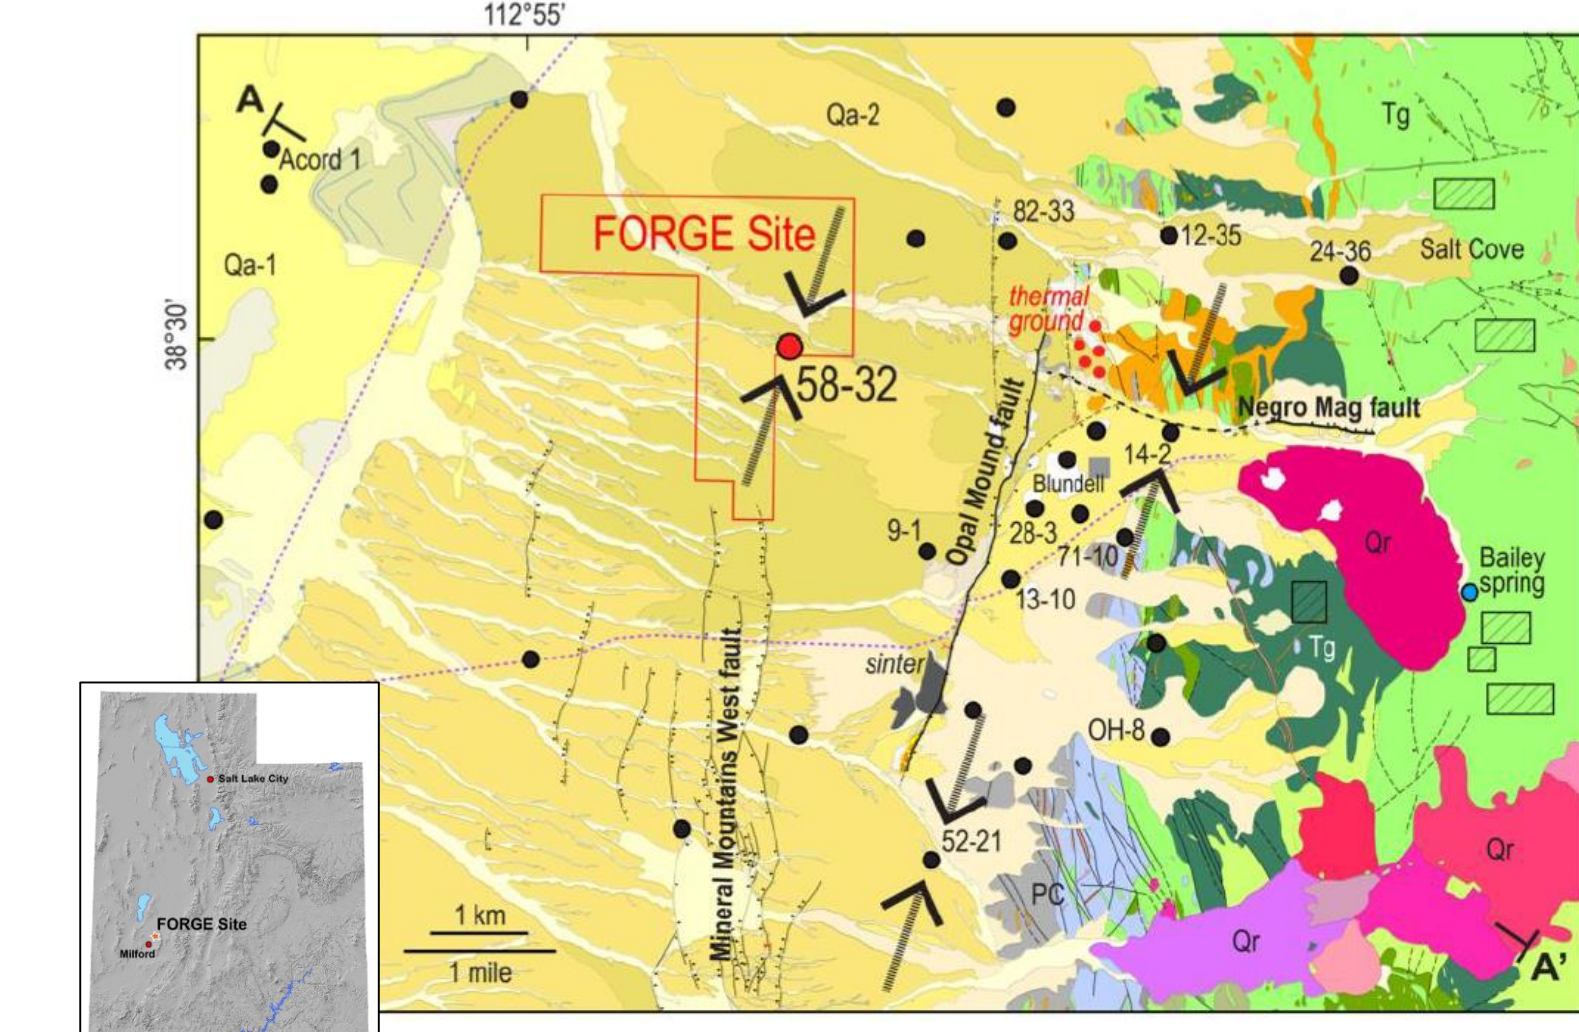 112°55'
A
Acord 1
Qa-2
Tg
FORGE Site
82-33
12-35
24-36
Salt Cove
Qa-1
thermal
ground
38°30'
58-32
Negro Mag fault
Opal Mound fault
14-2
Blundell
28-3
9-1
71-10
Qr
Bailey
spring
13-10
Tg
sinter
Mineral Mountains West fault
OH-8
Salt Lake City
52-21
Qr
PC
1 km
FORGE Site
Milford
Qr
1 mile
A'